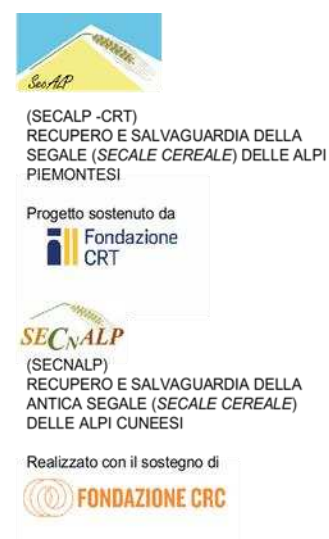 SecALP
(SECALP -CRT)
RECUPERO E SALVAGUARDIA DELLA
SEGALE (SECALE CEREALE) DELLE ALPI
PIEMONTESI
Progetto sostenuto da
Fondazione
CRT
SECNALP
(SECNALP)
RECUPERO E SALVAGUARDIA DELLA
ANTICA SEGALE (SECALE CEREALE)
DELLE ALPI CUNEESI
Realizzato con il sostegno di
FONDAZIONE CRC